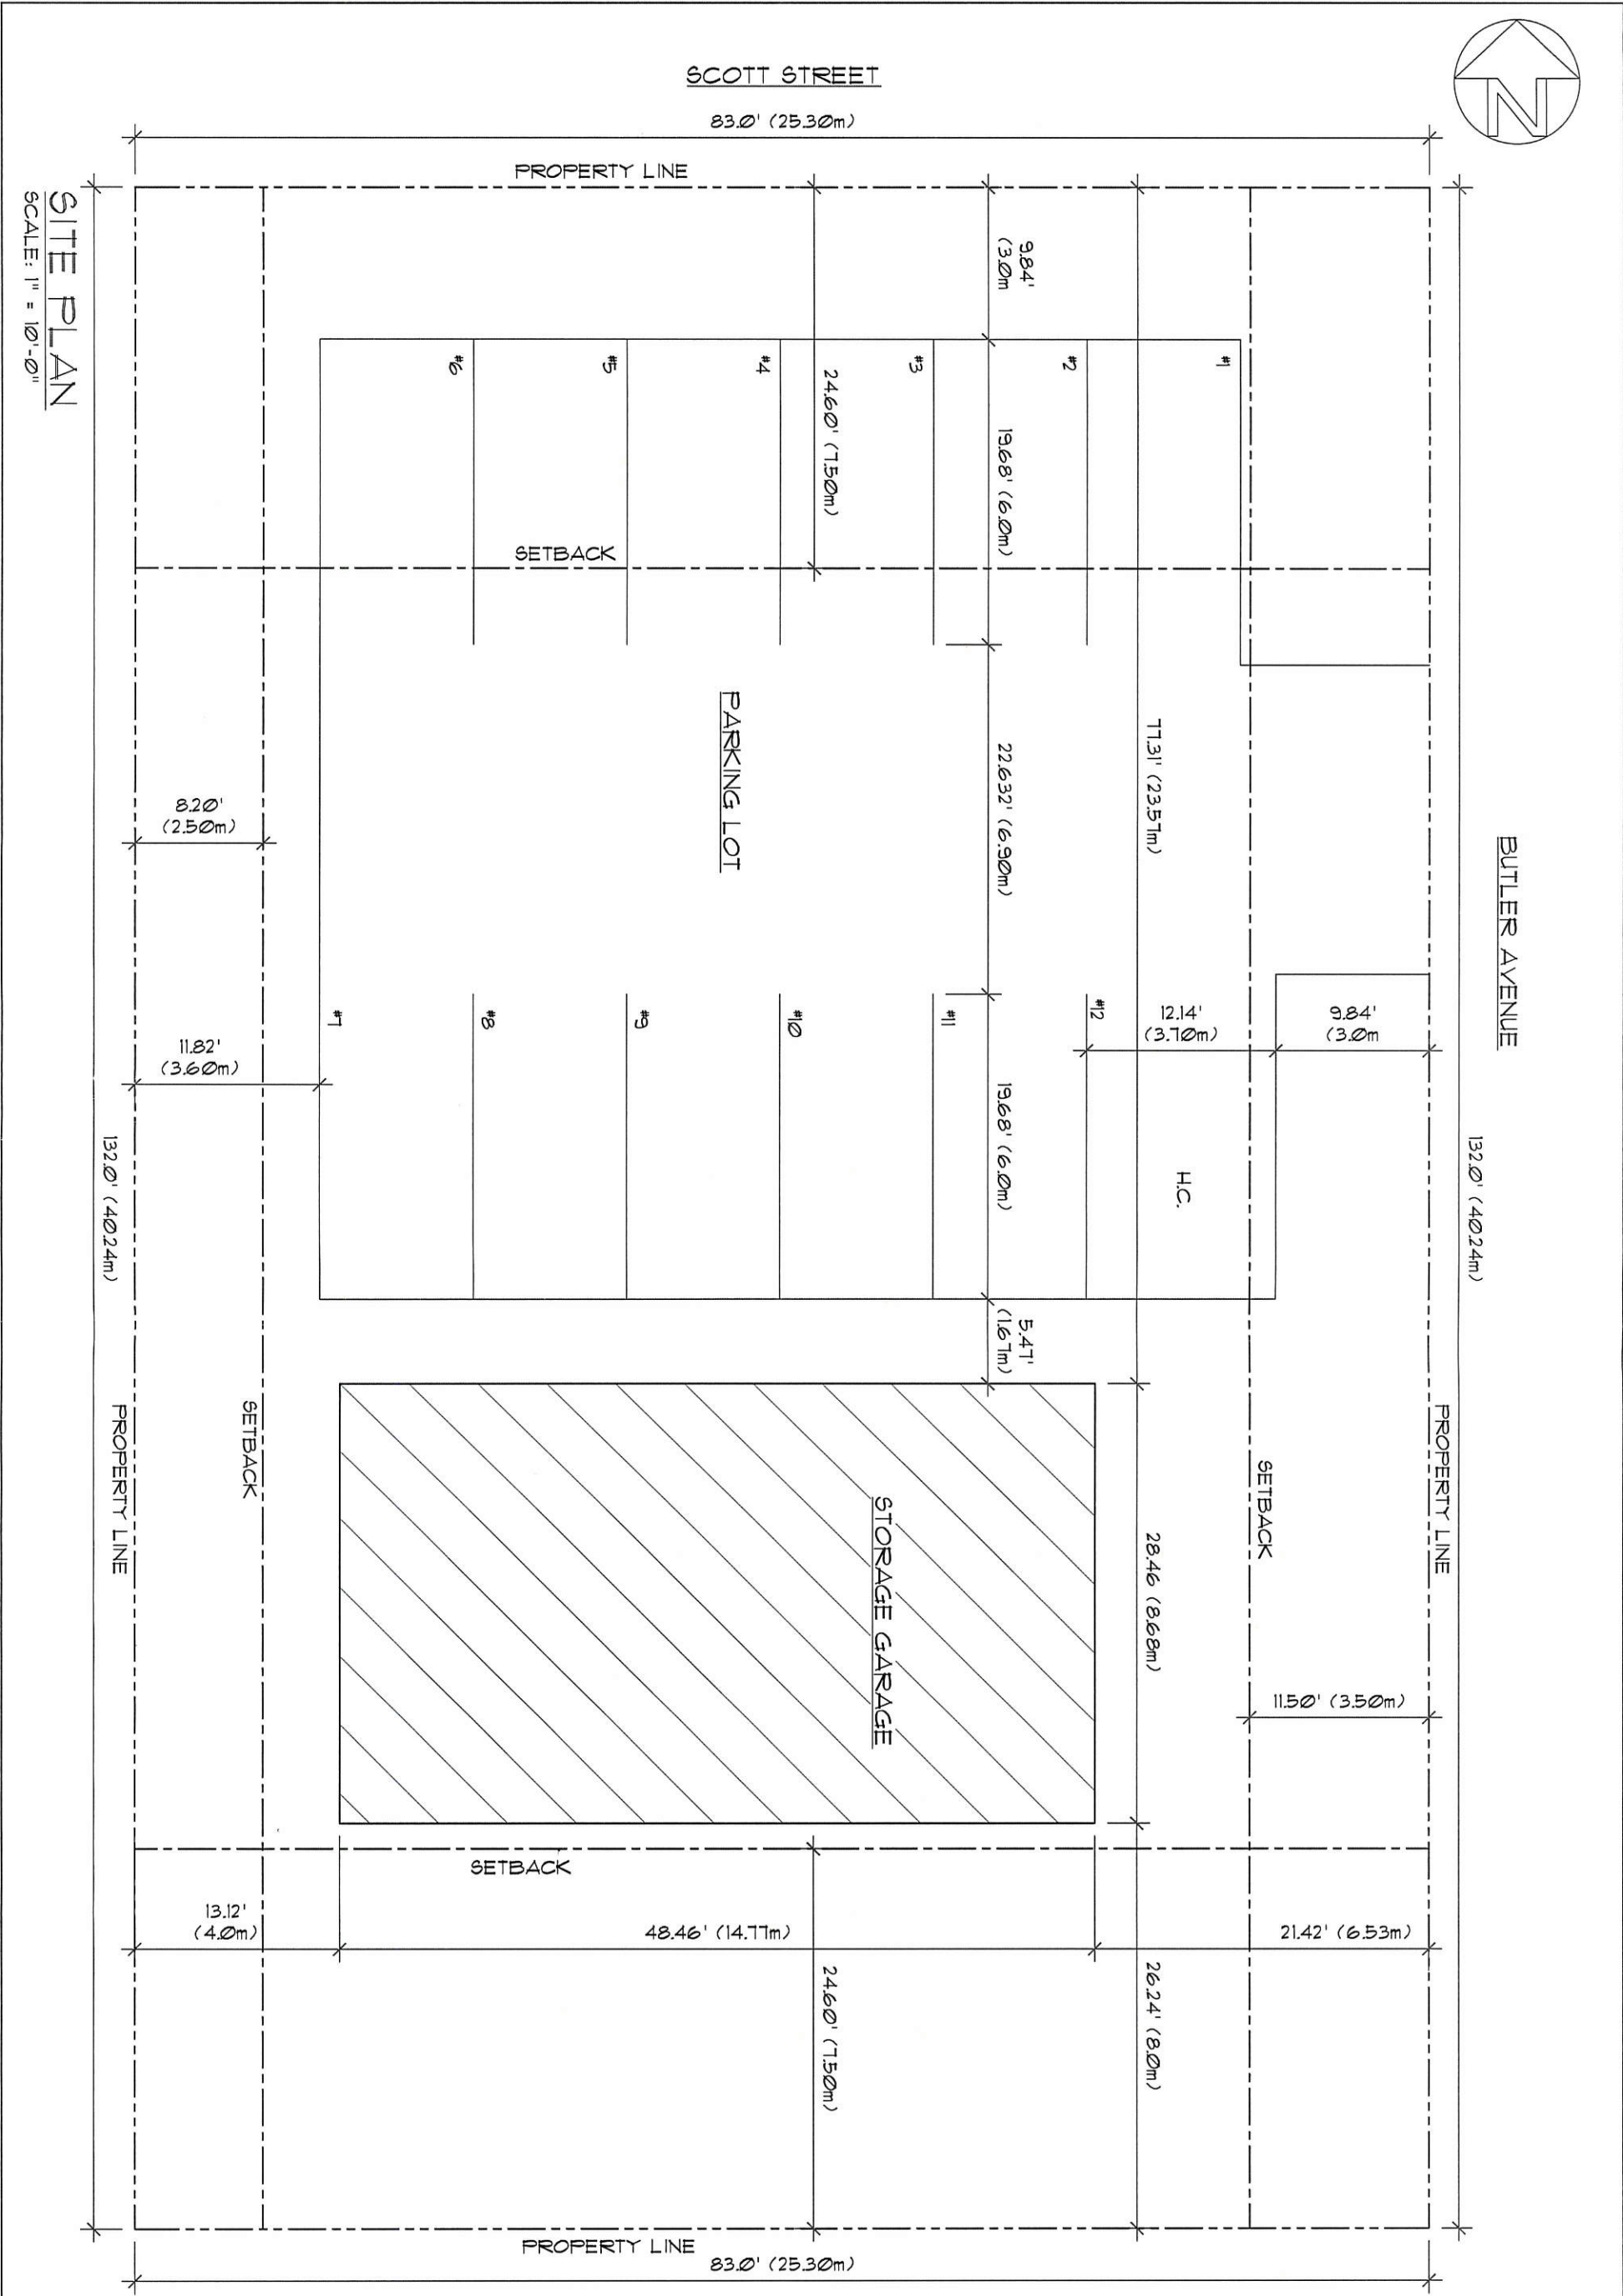 N
SCOTT STREET
83.0' (25.30m)
PROPERTY LINE
BUTLER AVENUE
132.0' (40.24m)
PROPERTY LINE
9.84'
(3.0m
19.68' (6.0m)
22.632' (6.90m)
19.68' (6.0m)
5.47'
(1.67m)
77.31' (23.57m)
28.46 (8.68m)
26.24' (8.0m)
24.60' (7.50m)
24.60' (7.50m)
#1
#2
#3
#4
#5
#6
#7
#8
#9
#10
#11
#12
SETBACK
PARKING LOT
12.14'
(3.70m)
9.84'
(3.0m
H.C.
8.20'
(2.50m)
11.82'
(3.60m)
STORAGE GARAGE
SETBACK
11.50' (3.50m)
SETBACK
SETBACK
13.12'
(4.0m)
48.46' (14.77m)
21.42' (6.53m)
PROPERTY LINE
132.0' (40.24m)
PROPERTY LINE
83.0' (25.30m)
SITE PLAN
SCALE: 1" = 10'-0"